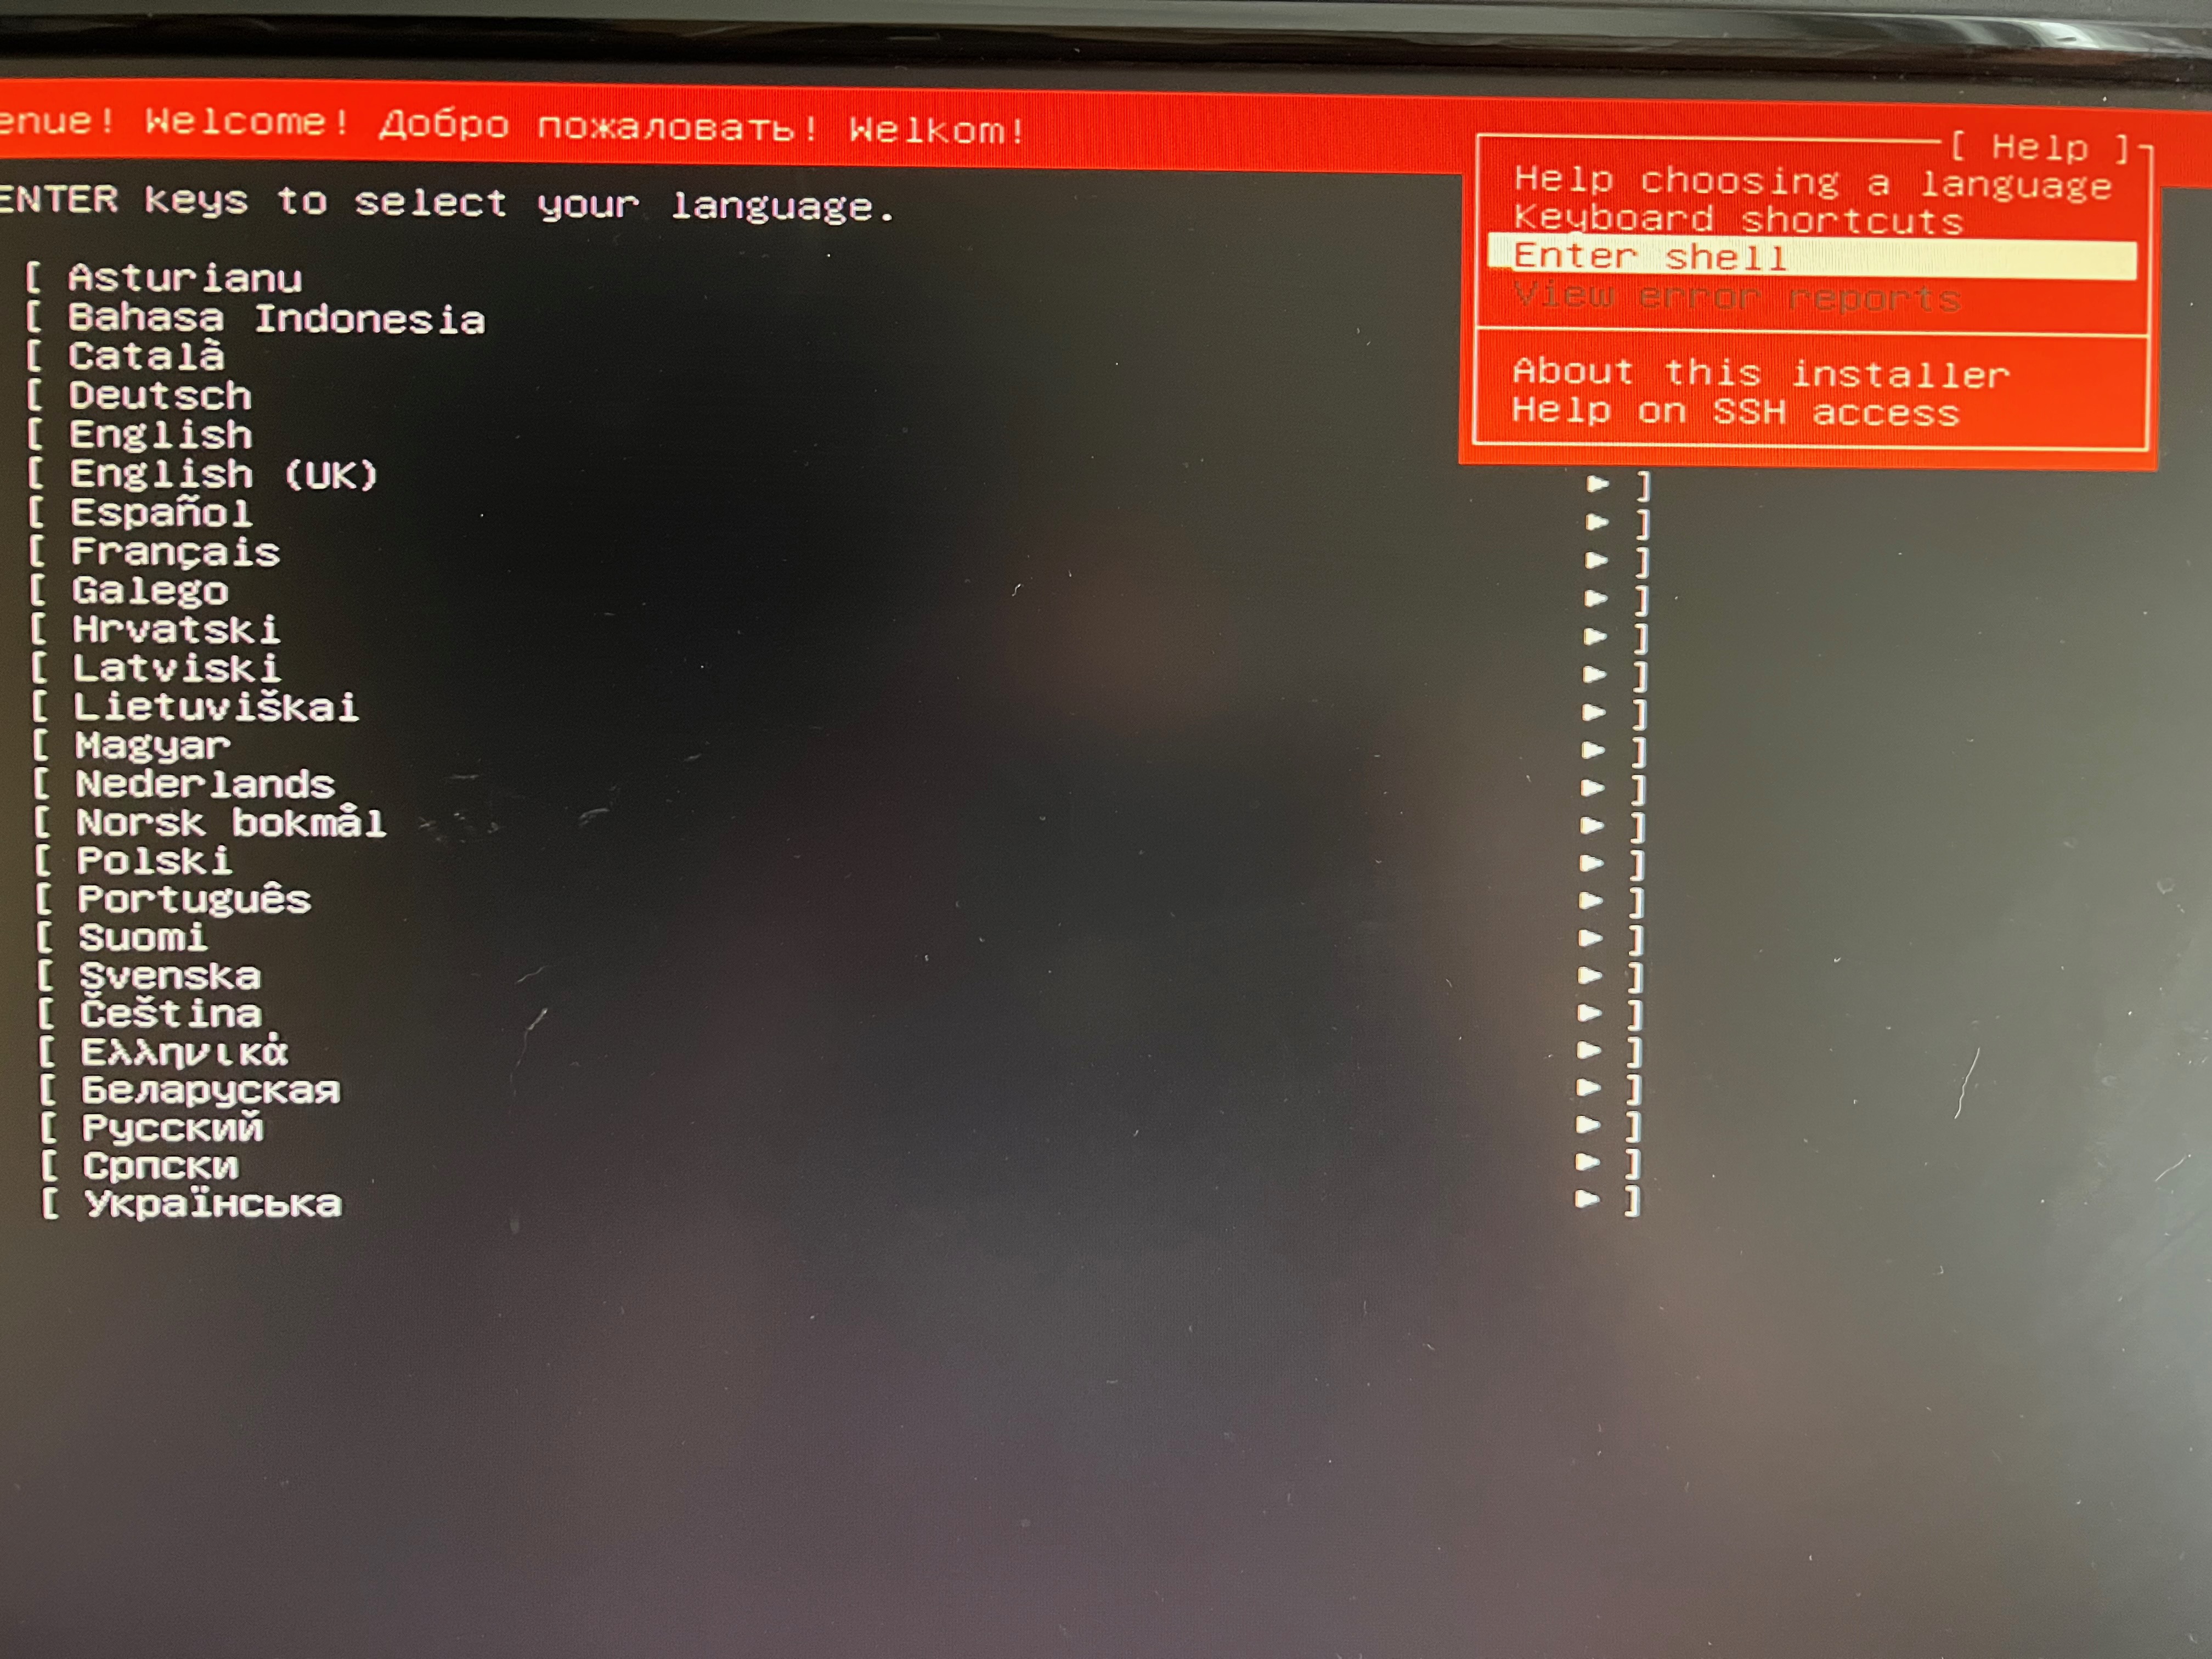 enue! Welcome! Добро пожаловать! Welkom!
[ Help ]
ENTER keys to select your language.
Help choosing a language
Keyboard shortcuts
Enter shell
View error reports
About this installer
Help on SSH access
[ Asturianu
[ Bahasa Indonesia
[ Català
[ Deutsch
[ English
[ English (UK) ► ]
[ Español ► ]
[ Français ► ]
[ Galego ► ]
[ Hrvatski ► ]
[ Latviski ► ]
[ Lietuviškai ► ]
[ Magyar ► ]
[ Nederlands ► ]
[ Norsk bokmål ► ]
[ Polski ► ]
[ Português ► ]
[ Suomi ► ]
[ Svenska ► ]
[ Čeština ► ]
[ Ελληνικά ► ]
[ Беларуская ► ]
[ Русский ► ]
[ Српски ► ]
[ Українська ► ]